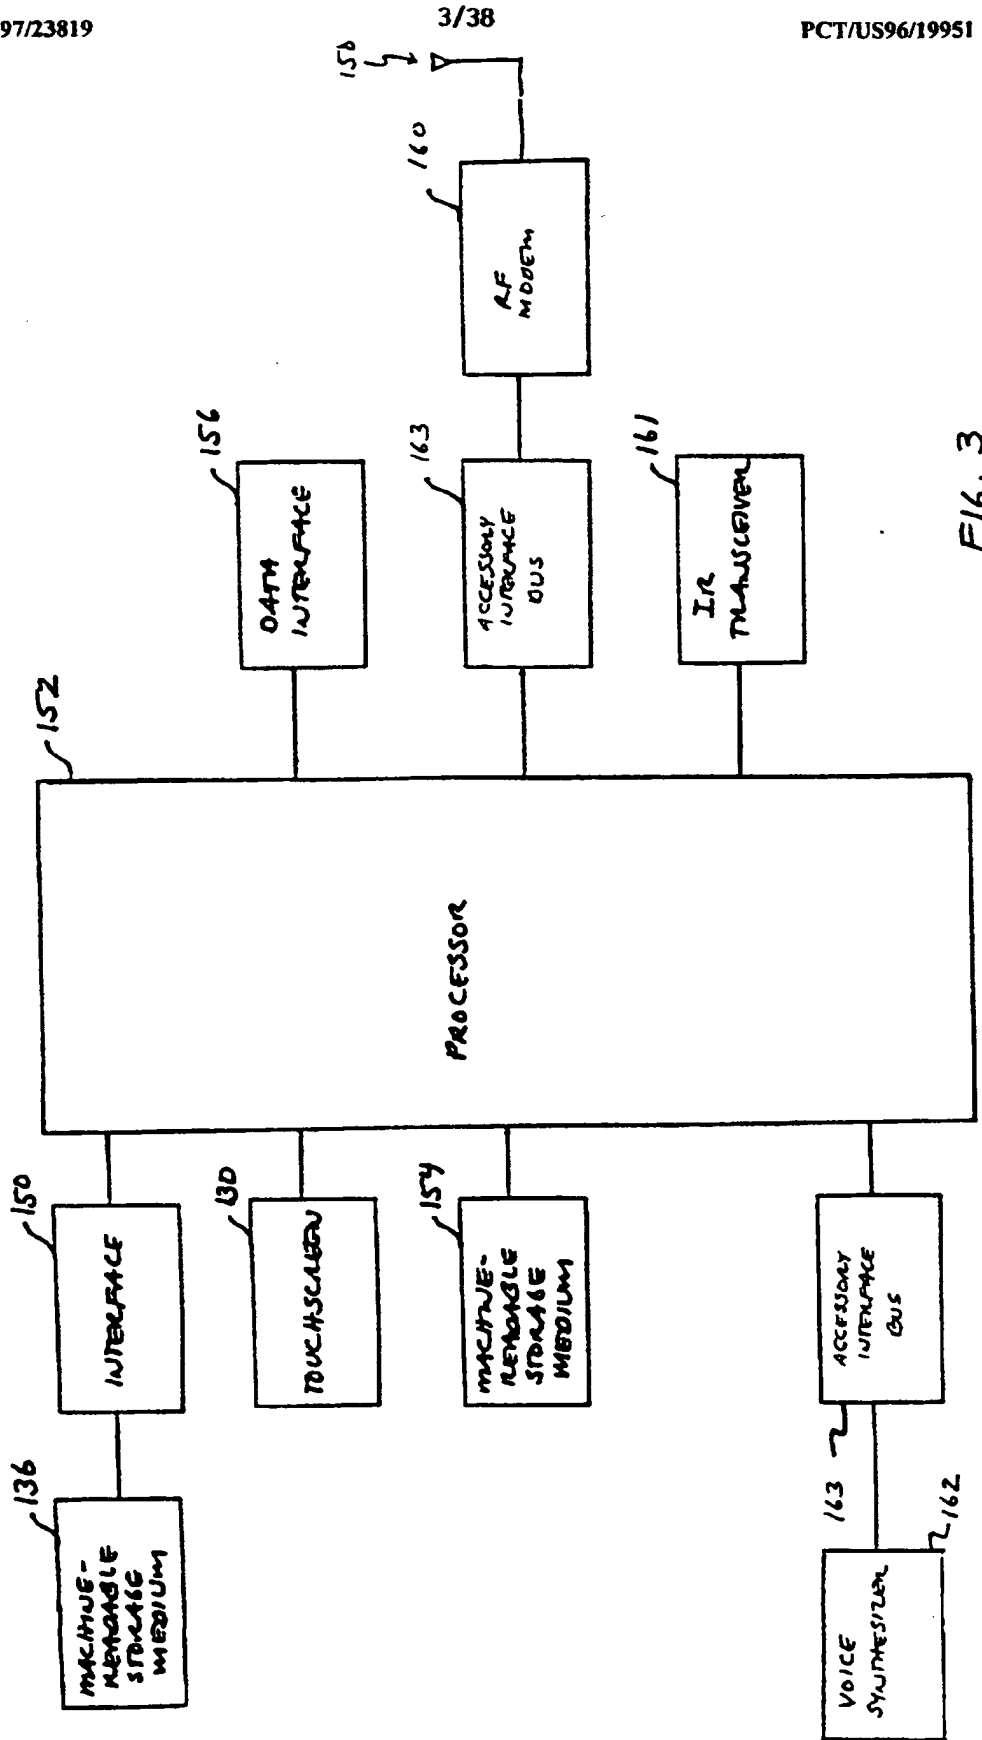 97/23819
3/38
PCT/US96/19951
136
MACHINE-
READABLE
STORAGE
MEDIUM
150
INTERFACE
130
TOUCHSCREEN
154
MACHINE-
READABLE
STORAGE
MEDIUM
163
ACCESSORY
INTERFACE
BUS
162
VOICE
SYNTHESIZER
152
PROCESSOR
156
DATA
INTERFACE
163
ACCESSORY
INTERFACE
BUS
161
IR
TRANSCEIVER
160
RF
MODEM
158
FIG. 3